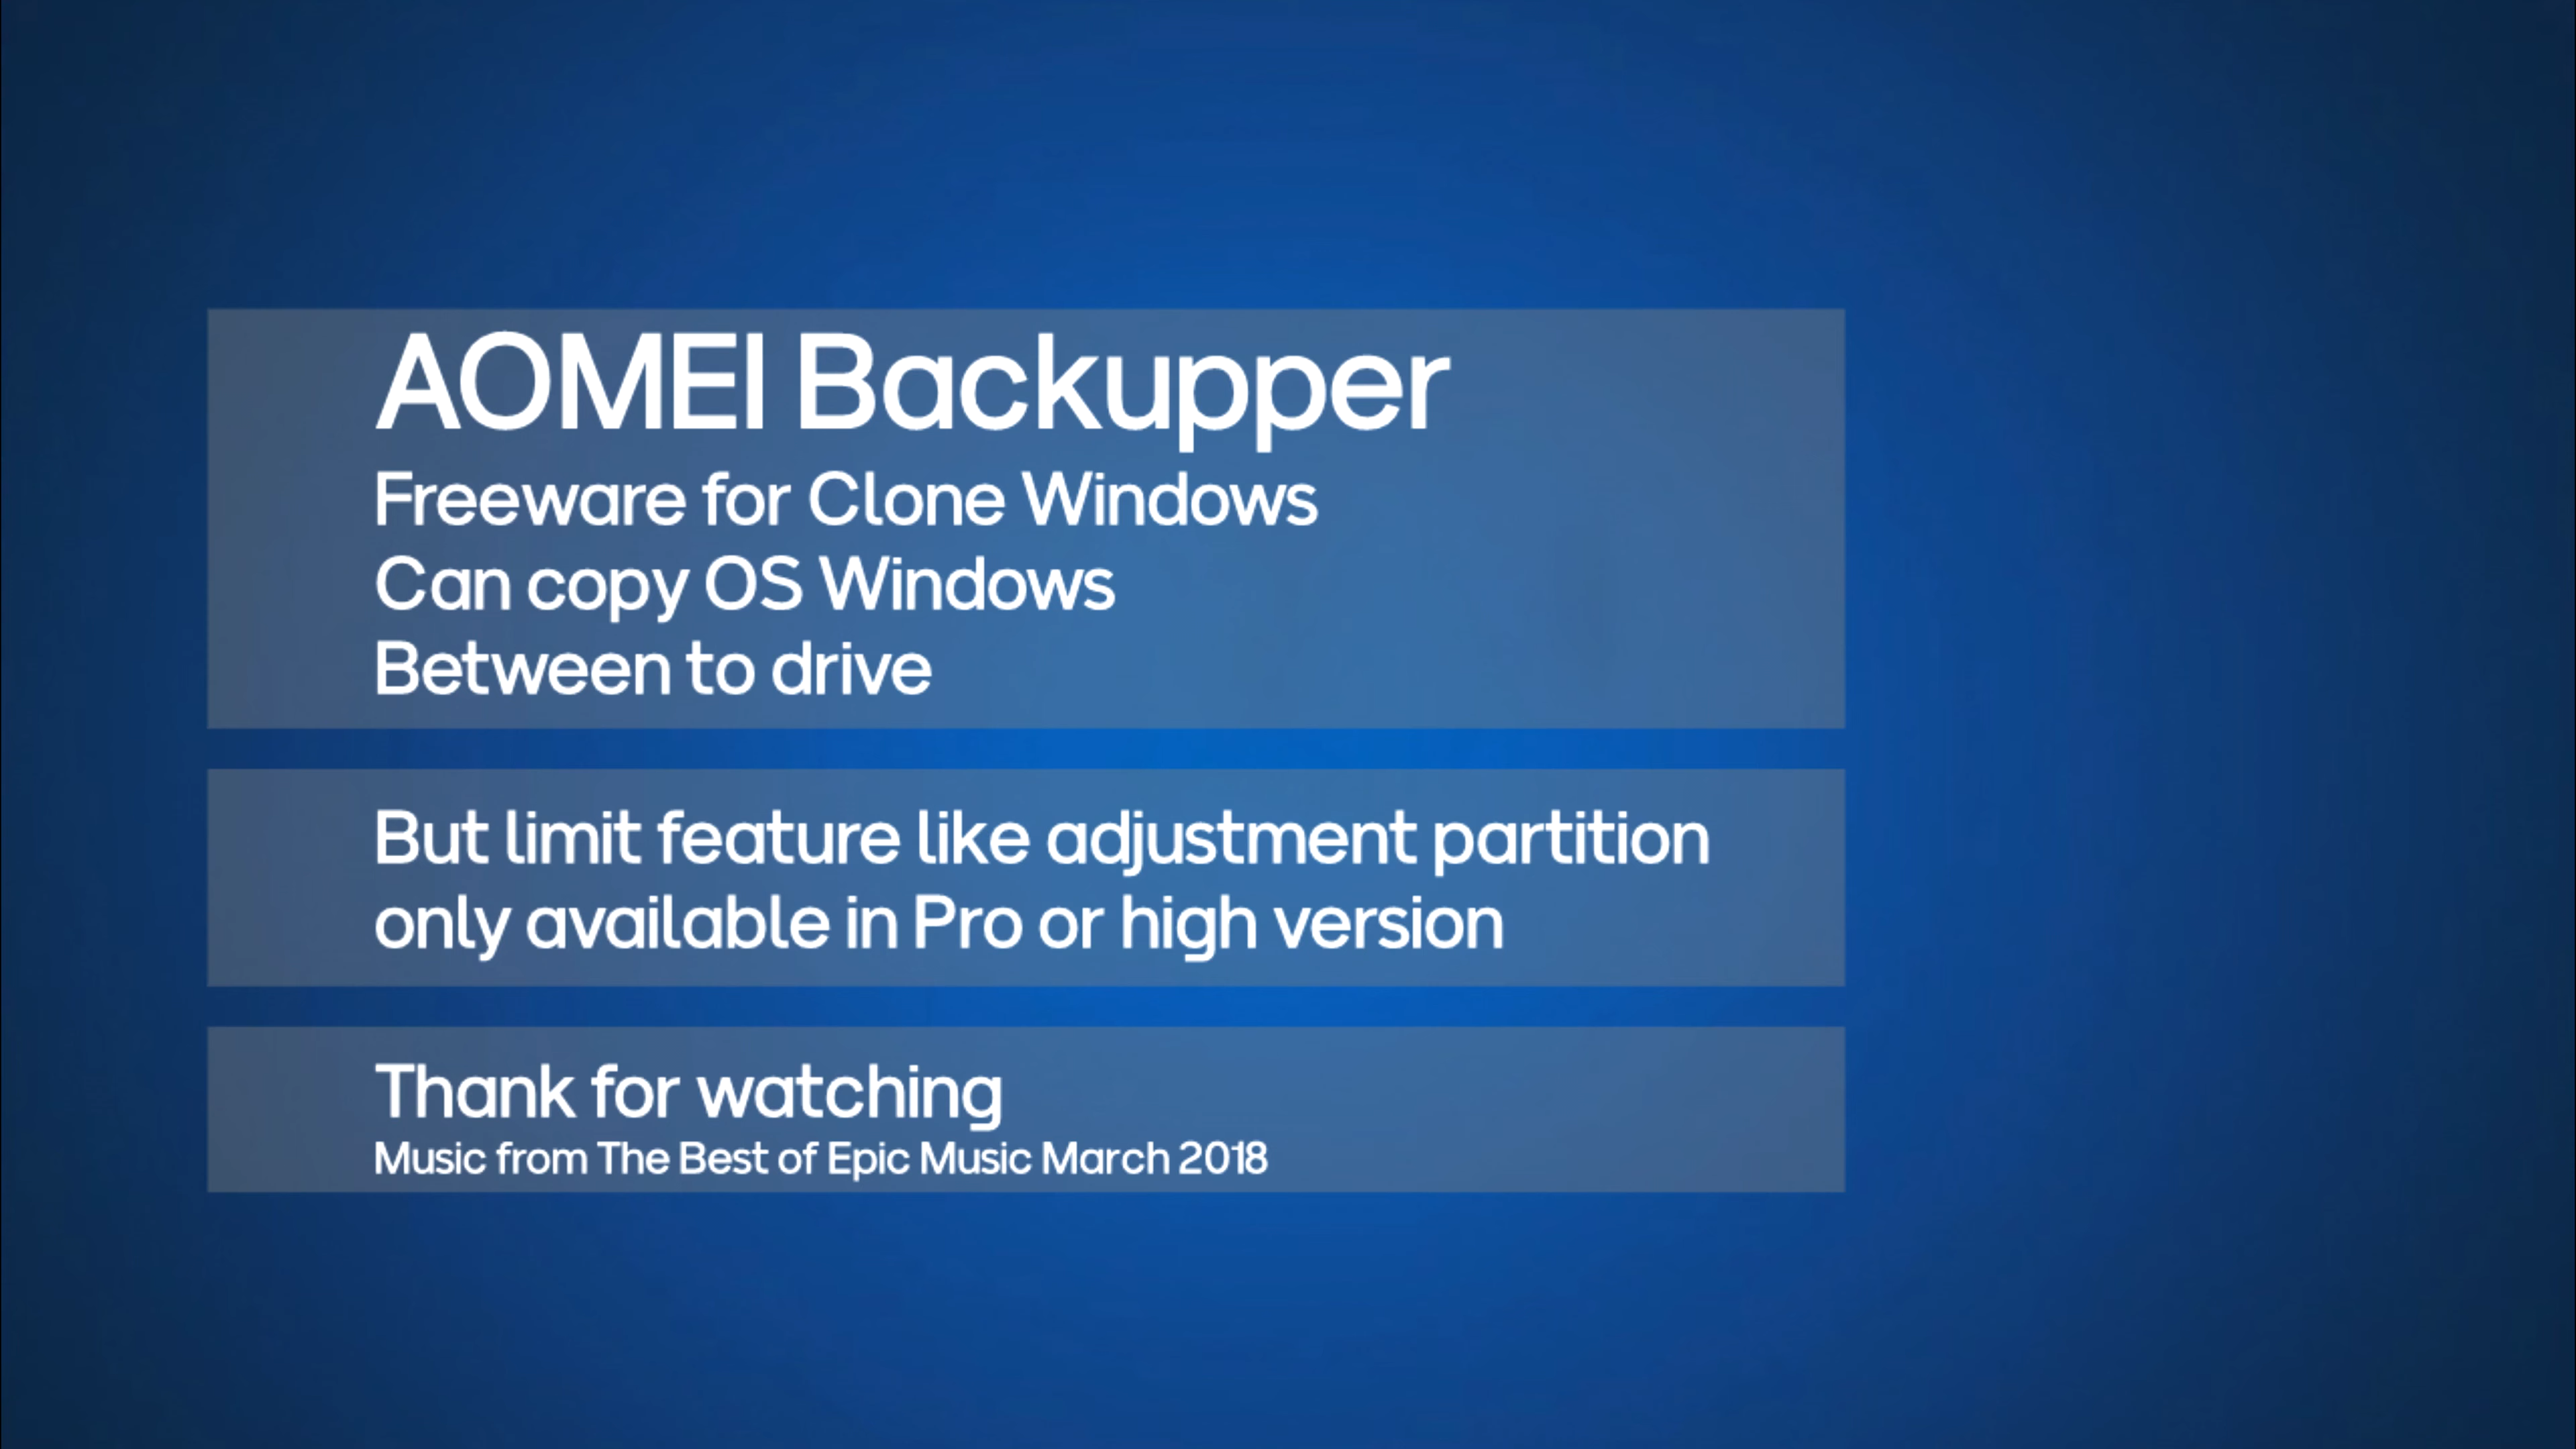 AOMEI Backupper
Freeware for Clone Windows
Can copy OS Windows
Between to drive
But limit feature like adjustment partition
only available in Pro or high version
Thank for watching
Music from The Best of Epic Music March 2018